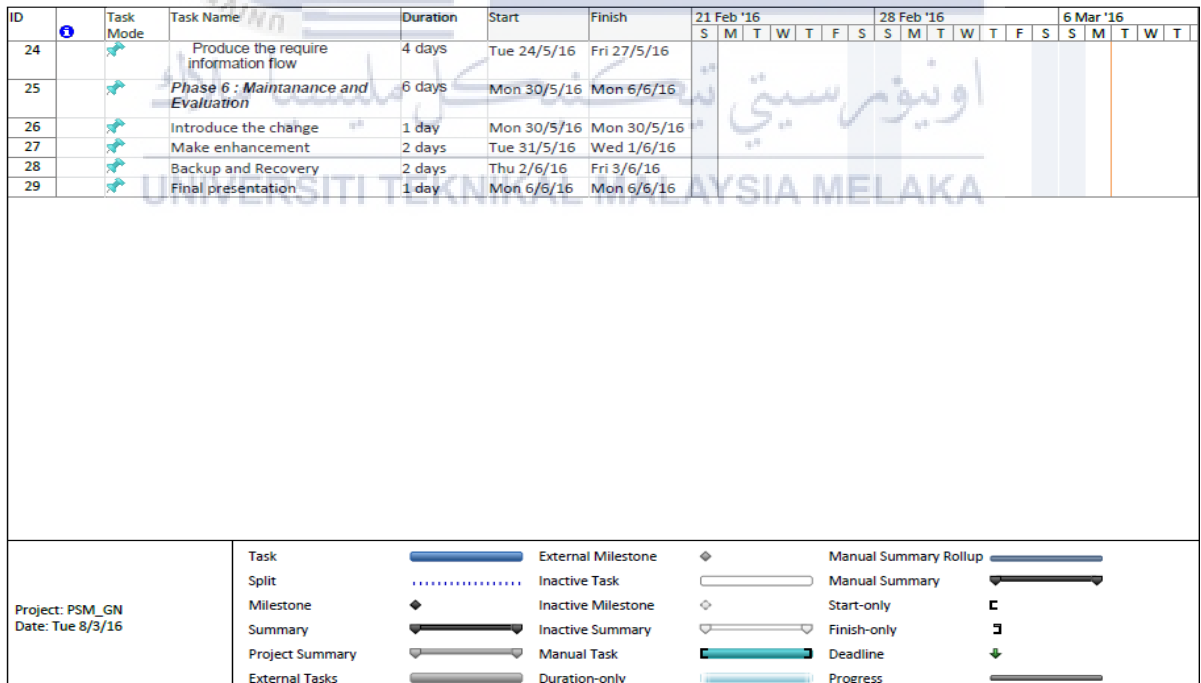 ID Task Mode Task Name Duration Start Finish 21 Feb '16 28 Feb '16 6 Mar '16
S M T W T F S S M T W T F S S M T W T
24 Produce the require information flow 4 days Tue 24/5/16 Fri 27/5/16
25 Phase 6 : Maintanance and Evaluation 6 days Mon 30/5/16 Mon 6/6/16
26 Introduce the change 1 day Mon 30/5/16 Mon 30/5/16
27 Make enhancement 2 days Tue 31/5/16 Wed 1/6/16
28 Backup and Recovery 2 days Thu 2/6/16 Fri 3/6/16
29 Final presentation 1 day Mon 6/6/16 Mon 6/6/16
اونيۏرسيتي تيکنيکل مليسيا ملاك
UNIVERSITI TEKNIKAL MALAYSIA MELAKA
Project: PSM_GN
Date: Tue 8/3/16
Task External Milestone Manual Summary Rollup
Split Inactive Task Manual Summary
Milestone Inactive Milestone Start-only
Summary Inactive Summary Finish-only
Project Summary Manual Task Deadline
External Tasks Duration-only Progress